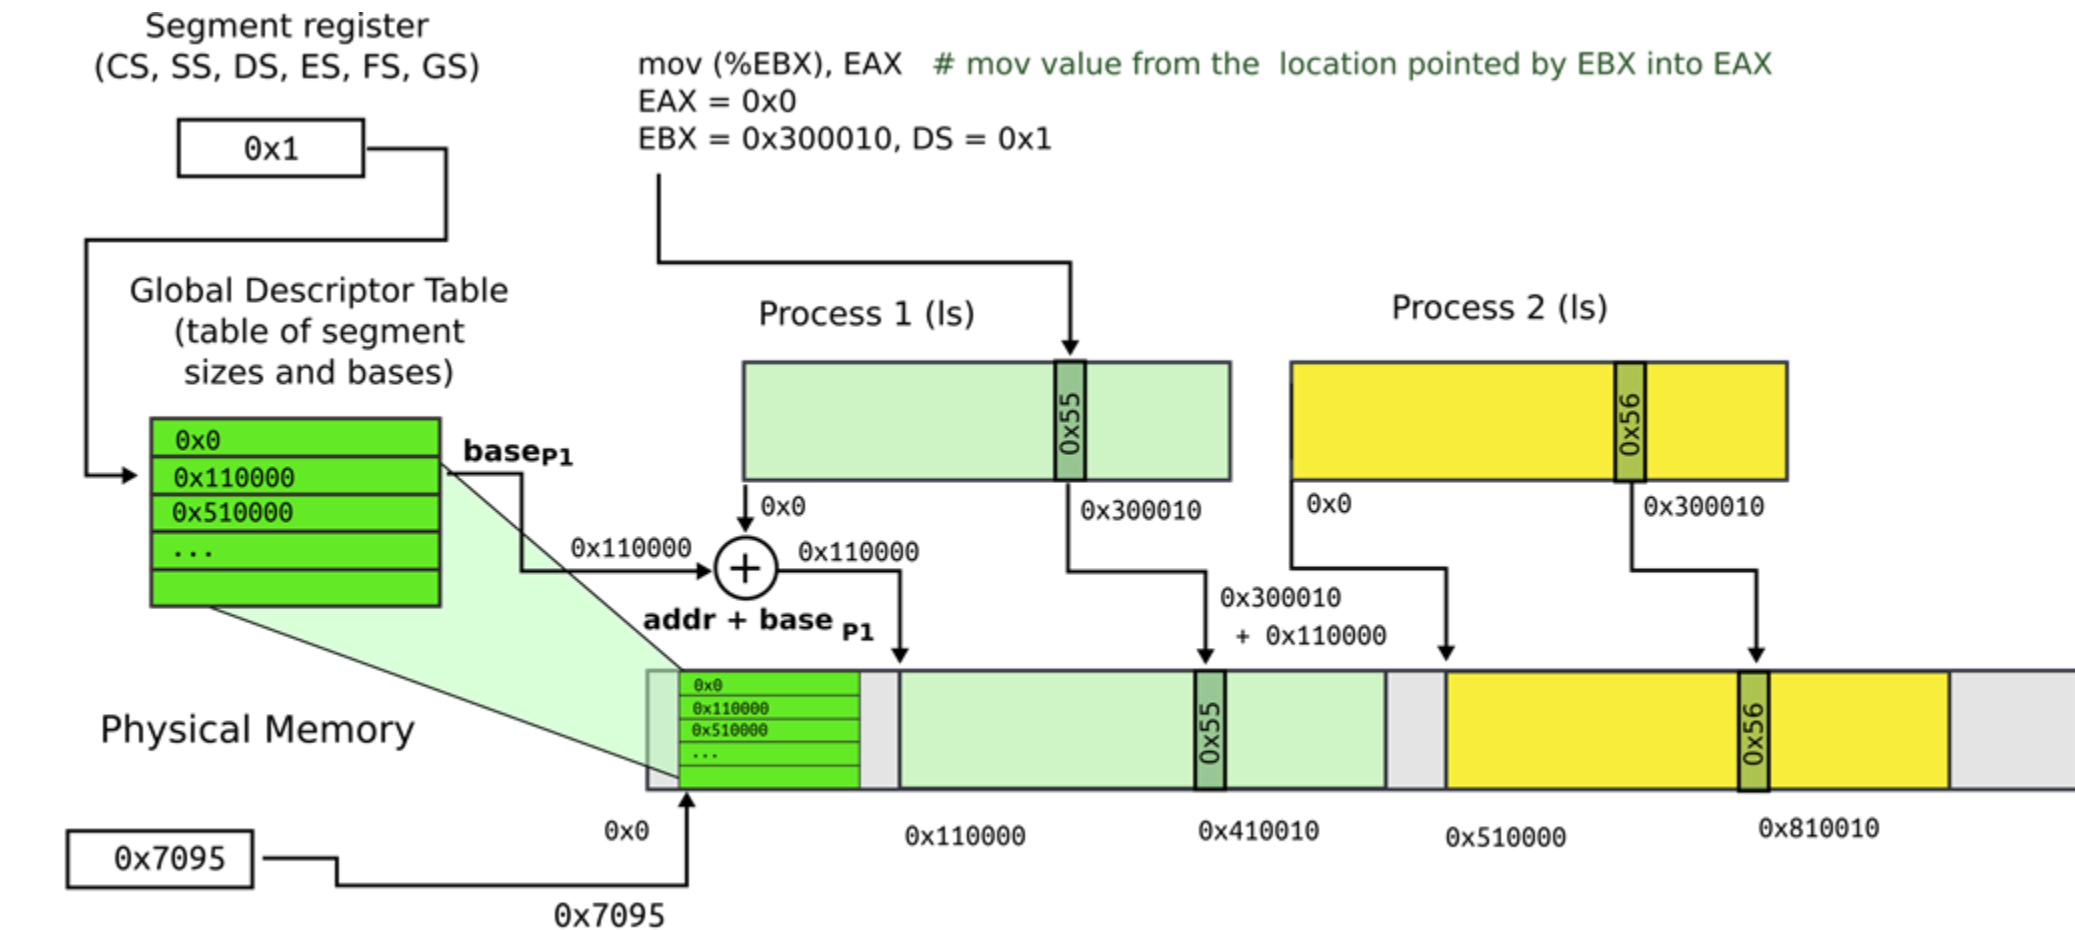 Segment register
(CS, SS, DS, ES, FS, GS)
0x1
mov (%EBX), EAX # mov value from the location pointed by EBX into EAX
EAX = 0x0
EBX = 0x300010, DS = 0x1
Global Descriptor Table
(table of segment
sizes and bases)
0x0
0x110000
0x510000
...
baseP1
Process 1 (ls)
0x55
0x0
0x300010
Process 2 (ls)
0x56
0x0
0x300010
0x110000
+
0x110000
addr + base P1
0x300010
+ 0x110000
Physical Memory
0x0
0x110000
0x510000
...
0x55
0x56
0x0
0x110000
0x410010
0x510000
0x810010
0x7095
0x7095